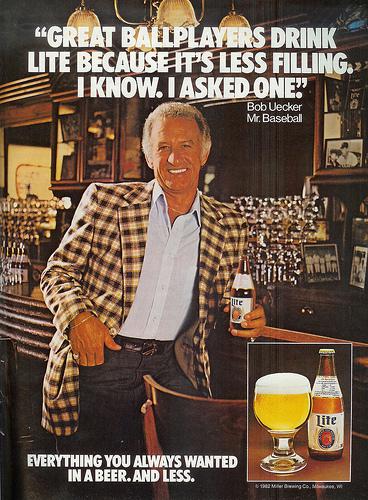 “GREAT BALLPLAYERS DRINK
LITE BECAUSE IT’S LESS FILLING.
I KNOW. I ASKED ONE.”
Bob Uecker
Mr. Baseball
Lite
Lite
EVERYTHING YOU ALWAYS WANTED
IN A BEER. AND LESS.
© 1982 Miller Brewing Co., Milwaukee, WI